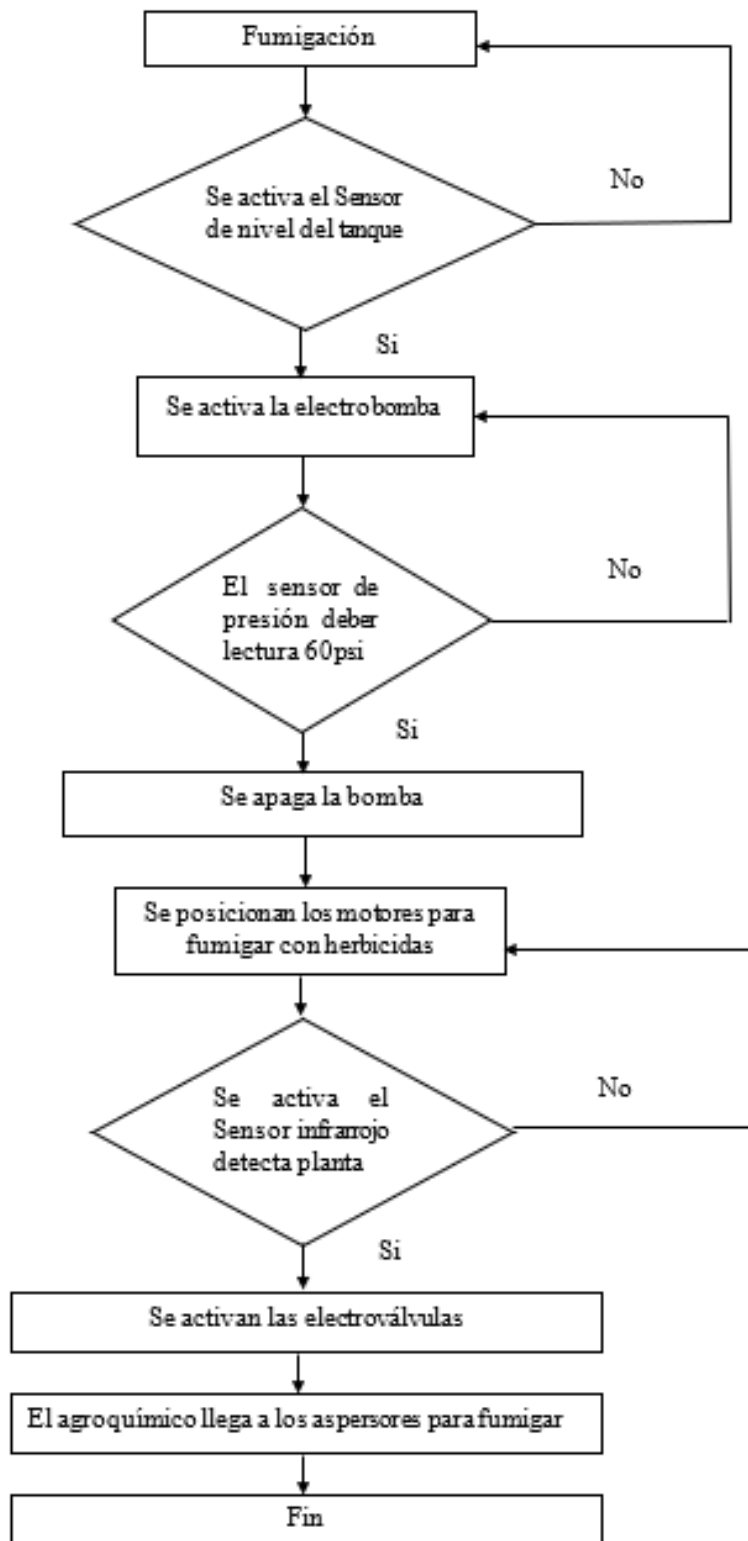 Fumigación
Se activa el Sensor
de nivel del tanque
No
Si
Se activa la electrobomba
El sensor de
presión deber
lectura 60psi
No
Si
Se apaga la bomba
Se posicionan los motores para
fumigar con herbicidas
Se activa el
Sensor infrarrojo
detecta planta
No
Si
Se activan las electroválvulas
El agroquímico llega a los aspersores para fumigar
Fin